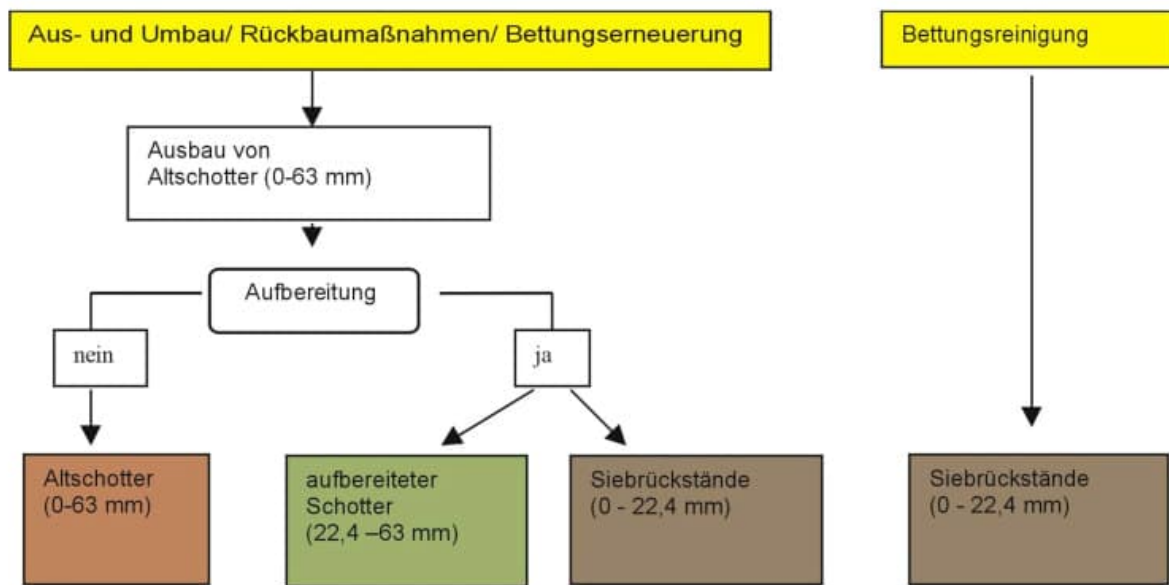 Aus- und Umbau/ Rückbaumaßnahmen/ Bettungserneuerung
Bettungsreinigung
Ausbau von
Altschotter (0-63 mm)
Aufbereitung
nein
ja
Altschotter
(0-63 mm)
aufbereiteter
Schotter
(22,4 –63 mm)
Siebrückstände
(0 - 22,4 mm)
Siebrückstände
(0 - 22,4 mm)